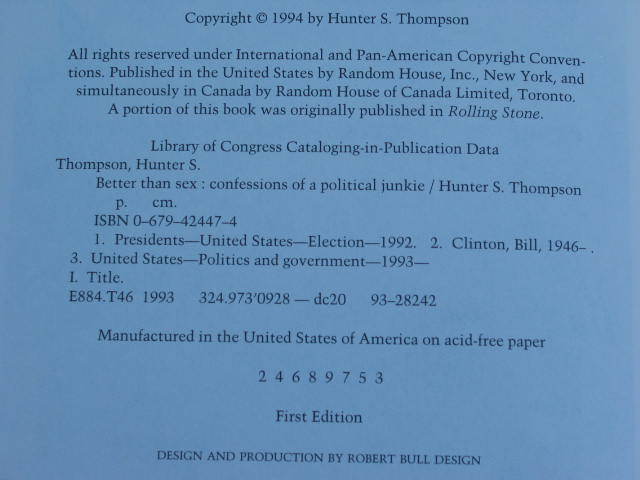 Copyright © 1994 by Hunter S. Thompson
All rights reserved under International and Pan-American Copyright Conven-
tions. Published in the United States by Random House, Inc., New York, and
simultaneously in Canada by Random House of Canada Limited, Toronto.
A portion of this book was originally published in Rolling Stone.
Library of Congress Cataloging-in-Publication Data
Thompson, Hunter S.
Better than sex : confessions of a political junkie / Hunter S. Thompson
p. cm.
ISBN 0-679-42447-4
1. Presidents—United States—Election—1992. 2. Clinton, Bill, 1946– .
3. United States—Politics and government—1993—
I. Title.
E884.T46 1993 324.973'0928 — dc20 93-28242
Manufactured in the United States of America on acid-free paper
2 4 6 8 9 7 5 3
First Edition
DESIGN AND PRODUCTION BY ROBERT BULL DESIGN